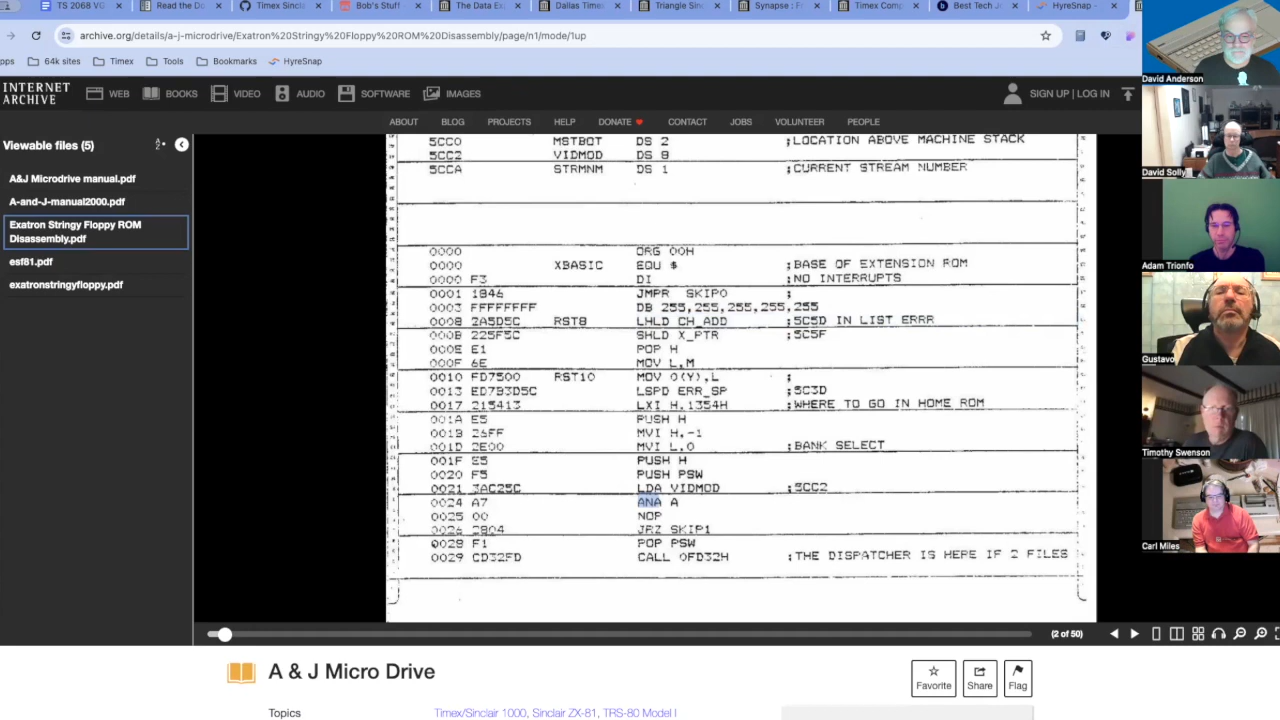 TS 2068 VG
Read the Do
Timex Sincla
Bob's Stuff
The Data Ex
Dallas Timex
Triangle Sin
Synapse : Fr
Timex Comp
Best Tech J
HyreSnap -
archive.org/details/a-j-microdrive/Exatron%20Stringy%20Floppy%20ROM%20Disassembly/page/n1/mode/1up
pps 64k sites Timex Tools Bookmarks HyreSnap
INTERNET ARCHIVE WEB BOOKS VIDEO AUDIO SOFTWARE IMAGES SIGN UP | LOG IN
ABOUT BLOG PROJECTS HELP DONATE CONTACT JOBS VOLUNTEER PEOPLE
Viewable files (5)
A&J Microdrive manual.pdf
A-and-J-manual2000.pdf
Exatron Stringy Floppy ROM
Disassembly.pdf
esf81.pdf
exatronstringyfloppy.pdf
5CC0 MSTBOT DS 2 ;LOCATION ABOVE MACHINE STACK
5CC2 VIDMOD DS 8
5CCA STRMNM DS 1 ;CURRENT STREAM NUMBER
0000 ORG 00H
0000 XBASIC EQU $ ;BASE OF EXTENSION ROM
0000 F3 DI ;NO INTERRUPTS
0001 1846 JMPR SKIP0 ;
0003 FFFFFFFFFF DB 255,255,255,255,255
0008 2A5D5C RST8 LHLD CH_ADD ;5C5D IN LIST ERRR
000B 225F5C SHLD X_PTR ;5C5F
000E E1 POP H
000F 6E MOV L,M
0010 FD7500 RST10 MOV 0(Y),L ;
0013 ED7B3D5C LSPD ERR_SP ;5C3D
0017 215413 LXI H,1354H ;WHERE TO GO IN HOME ROM
001A E5 PUSH H
001B 26FF MVI H,-1
001D 2E00 MVI L,0 ;BANK SELECT
001F E5 PUSH H
0020 F5 PUSH PSW
0021 3AC25C LDA VIDMOD ;5CC2
0024 A7 ANA A
0025 00 NOP
0026 2804 JRZ SKIP1
0028 F1 POP PSW
0029 CD32FD CALL 0FD32H ;THE DISPATCHER IS HERE IF 2 FILES
(2 of 50)
A & J Micro Drive
Favorite Share Flag
Topics Timex/Sinclair 1000, Sinclair ZX-81, TRS-80 Model I
David Anderson
David Solly
Adam Trionfo
Gustavo
Timothy Swenson
Carl Miles